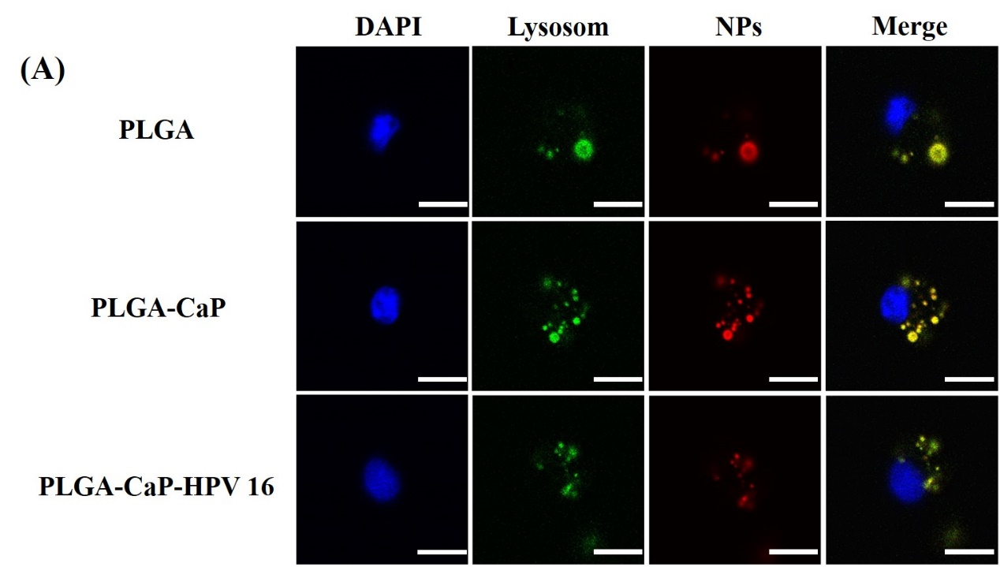 DAPI Lysosom NPs Merge
(A)
PLGA
PLGA-CaP
PLGA-CaP-HPV 16